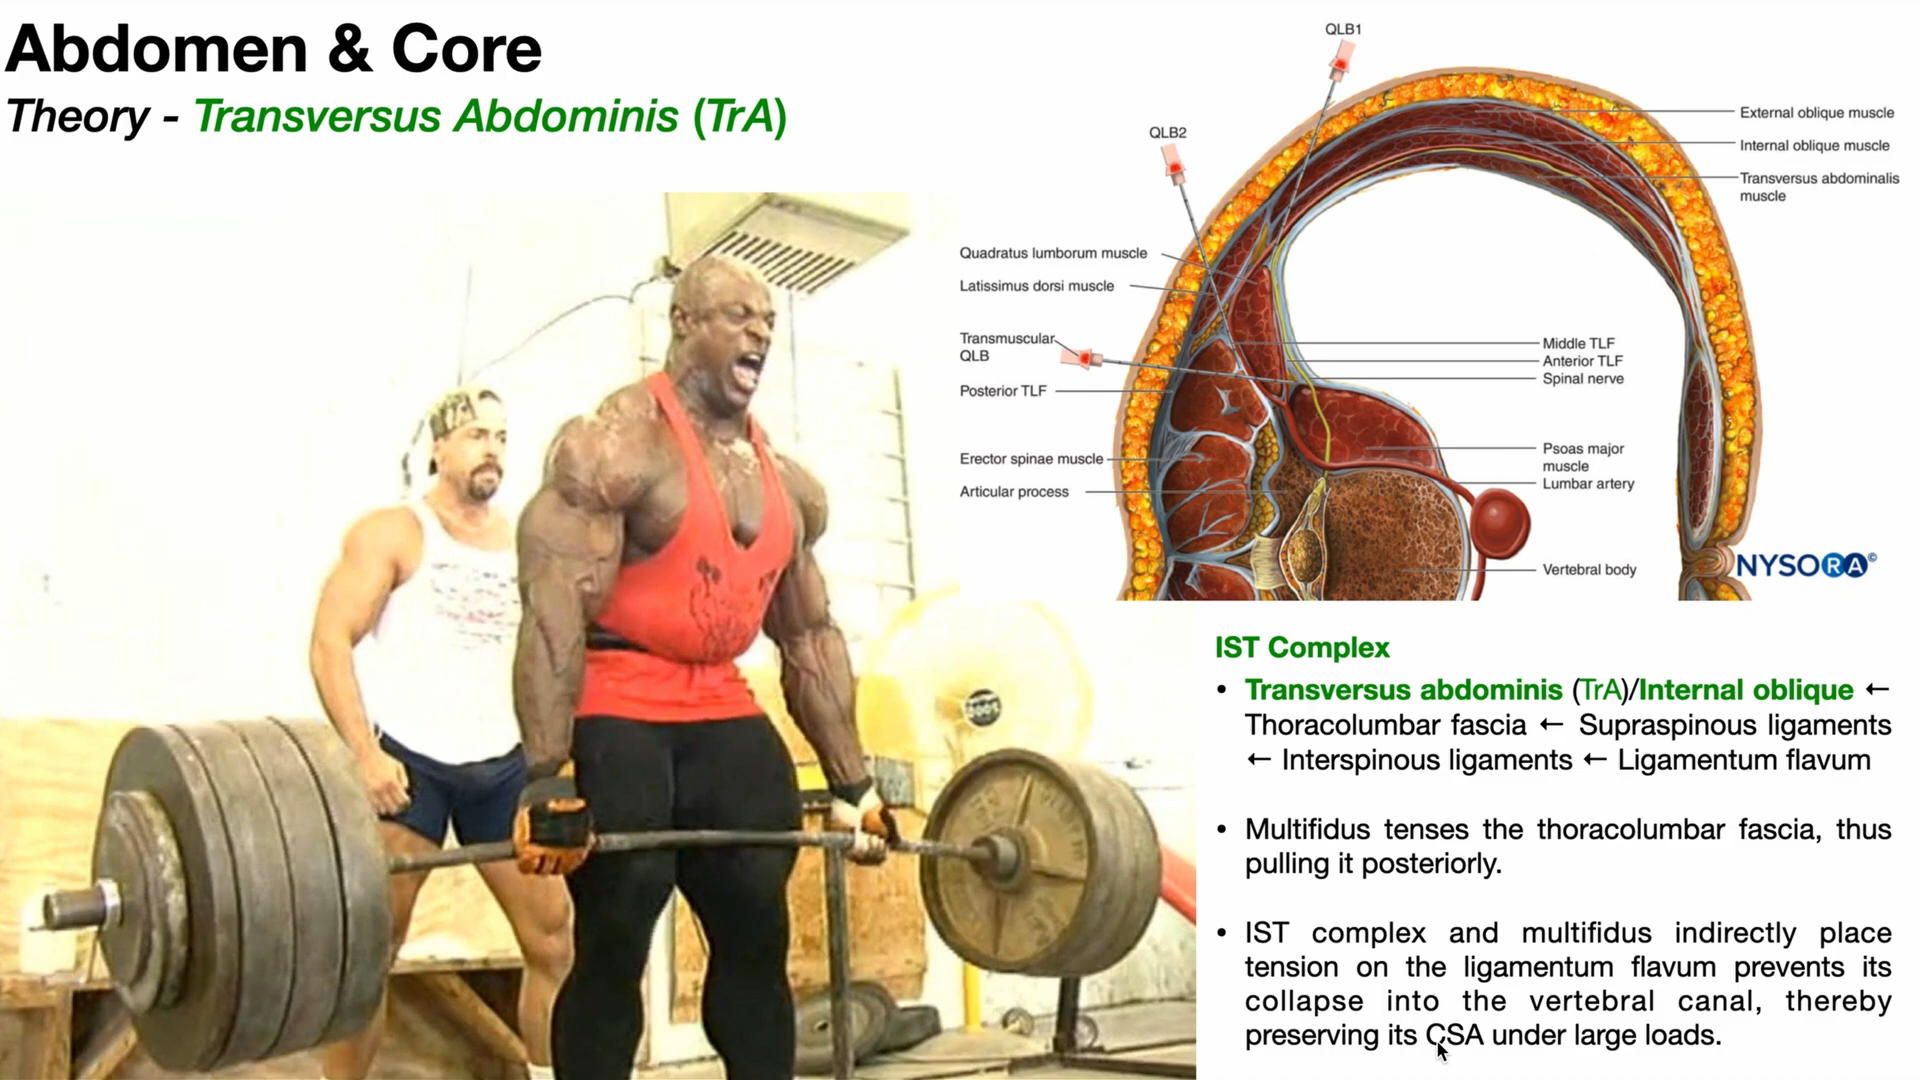 Abdomen & Core
Theory - Transversus Abdominis (TrA)
QLB1
QLB2
External oblique muscle
Internal oblique muscle
Transversus abdominalis
muscle
Quadratus lumborum muscle
Latissimus dorsi muscle
Transmuscular
QLB
Posterior TLF
Erector spinae muscle
Articular process
Middle TLF
Anterior TLF
Spinal nerve
Psoas major
muscle
Lumbar artery
Vertebral body
NYSORA©
IST Complex
• Transversus abdominis (TrA)/Internal oblique ←
Thoracolumbar fascia ← Supraspinous ligaments
← Interspinous ligaments ← Ligamentum flavum
• Multifidus tenses the thoracolumbar fascia, thus
pulling it posteriorly.
• IST complex and multifidus indirectly place
tension on the ligamentum flavum prevents its
collapse into the vertebral canal, thereby
preserving its CSA under large loads.